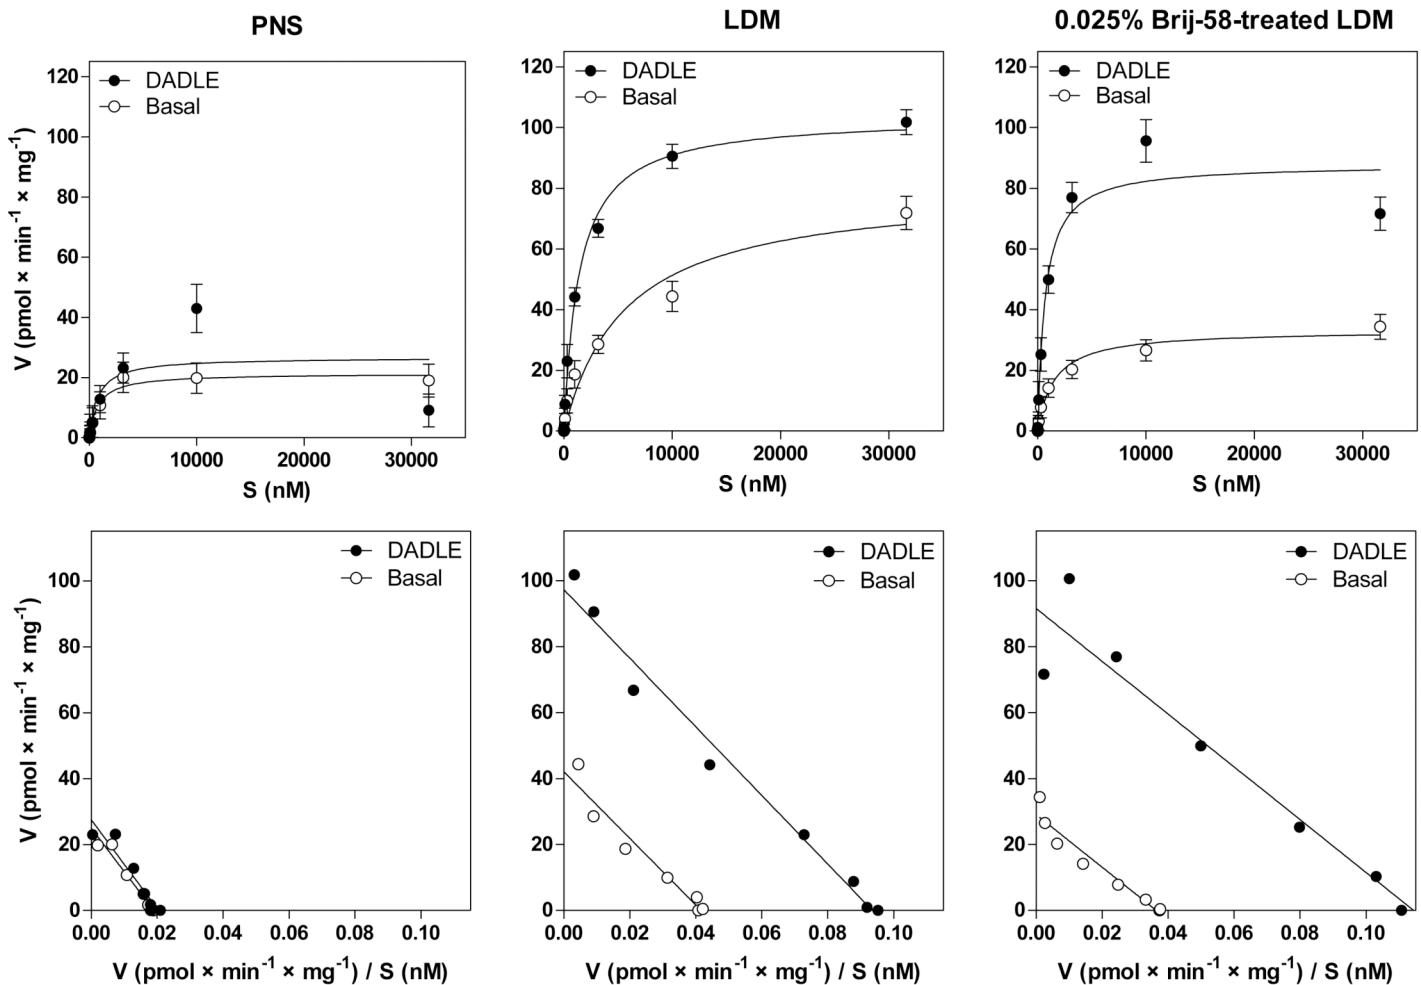 PNS
DADLE
Basal
V (pmol × min⁻¹ × mg⁻¹)
120
100
80
60
40
20
0
0 10000 20000 30000
S (nM)
LDM
DADLE
Basal
120
100
80
60
40
20
0
0 10000 20000 30000
S (nM)
0.025% Brij-58-treated LDM
DADLE
Basal
120
100
80
60
40
20
0
0 10000 20000 30000
S (nM)
DADLE
Basal
V (pmol × min⁻¹ × mg⁻¹)
100
80
60
40
20
0
0.00 0.02 0.04 0.06 0.08 0.10
V (pmol × min⁻¹ × mg⁻¹) / S (nM)
DADLE
Basal
100
80
60
40
20
0
0.00 0.02 0.04 0.06 0.08 0.10
V (pmol × min⁻¹ × mg⁻¹) / S (nM)
DADLE
Basal
100
80
60
40
20
0
0.00 0.02 0.04 0.06 0.08 0.10
V (pmol × min⁻¹ × mg⁻¹) / S (nM)